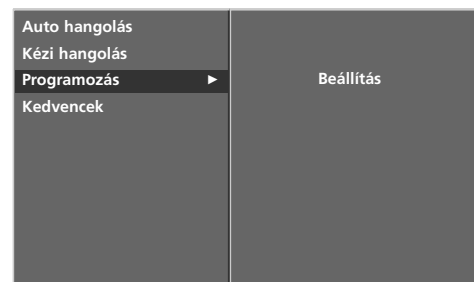 Auto hangolás
Kézi hangolás
Programozás ► Beállítás
Kedvencek